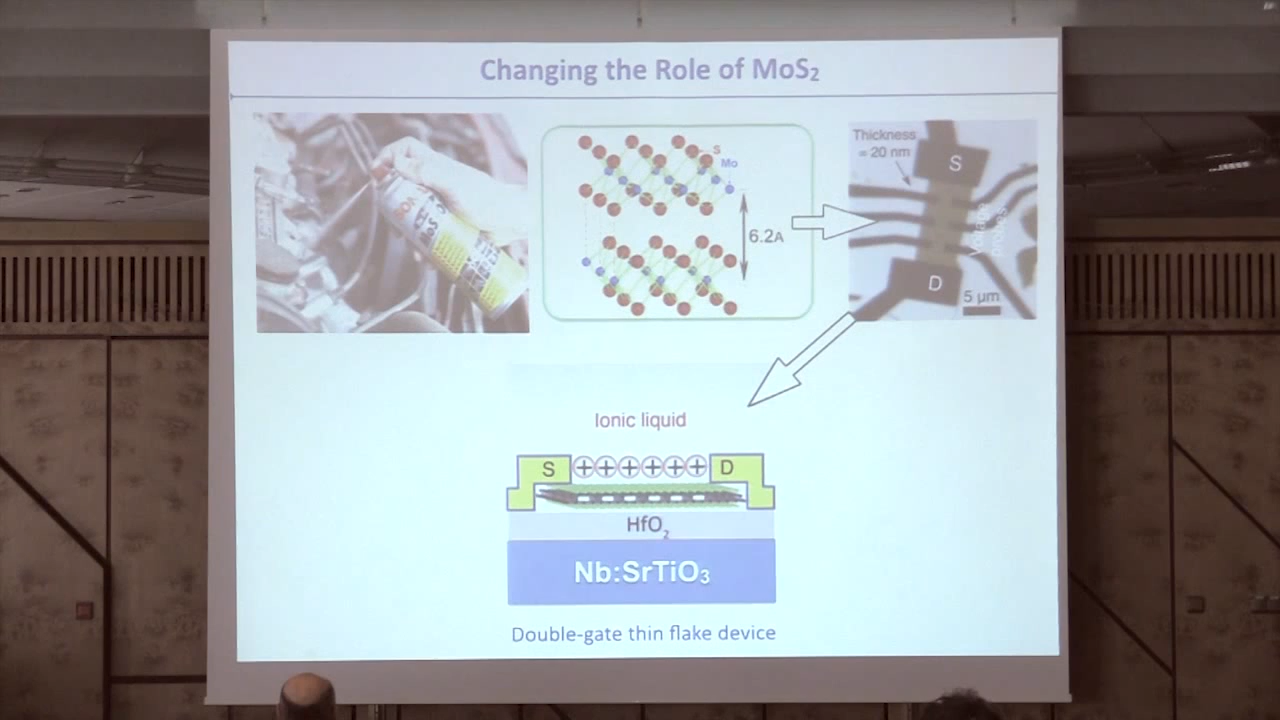 Changing the Role of MoS₂
MoS
S
Mo
6.2A
Thickness
≈ 20 nm
S
D
5 µm
Ionic liquid
S
D
HfO₂
Nb:SrTiO₃
Double-gate thin flake device